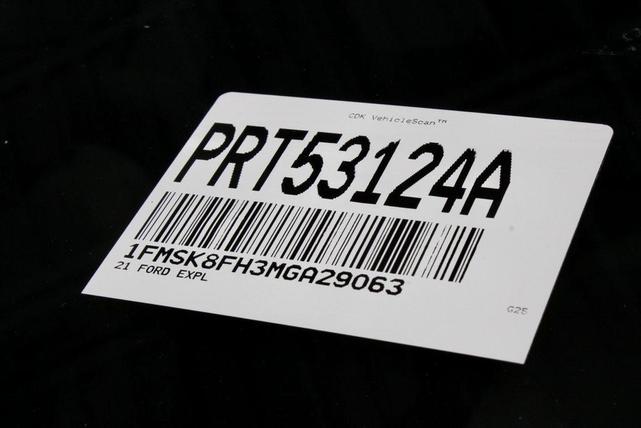 CDK VehicleScan™
PRT53124A
1FMSK8FH3MGA29063
21 FORD EXPL
G25